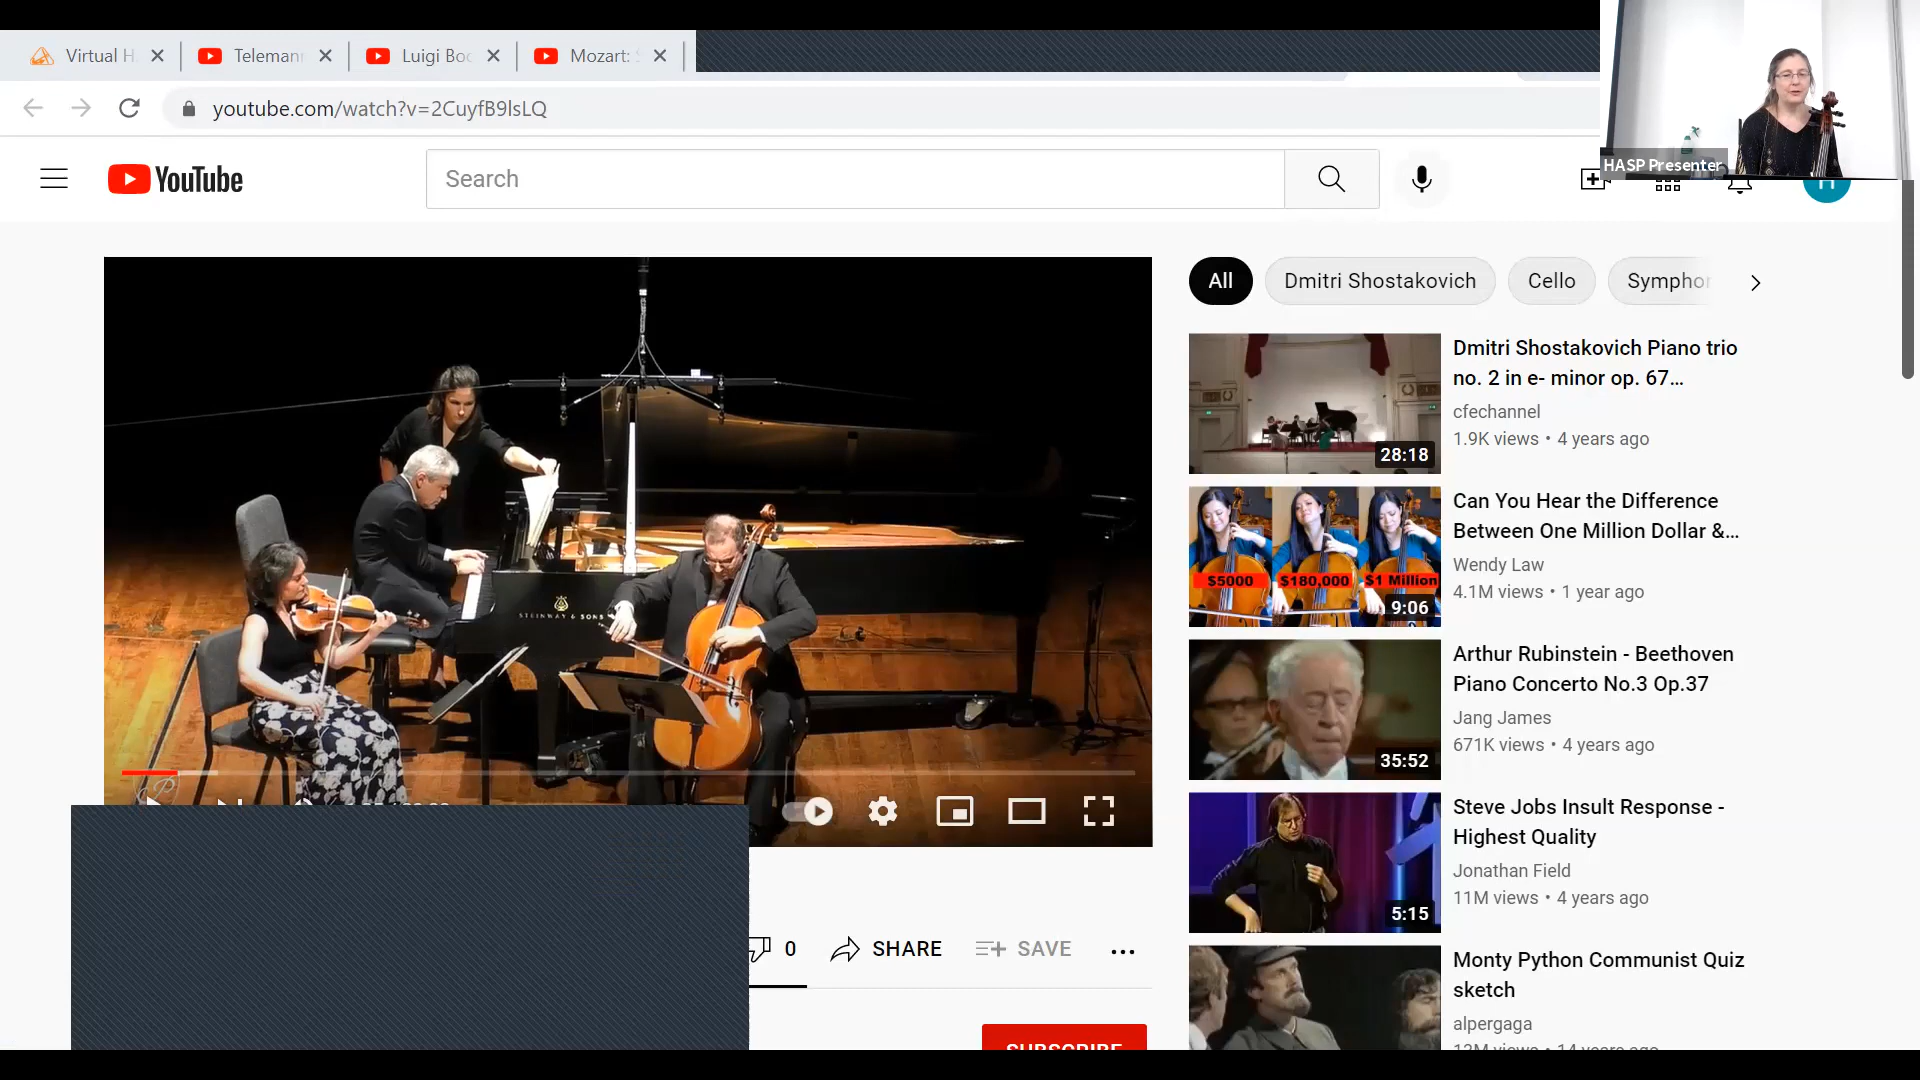 Virtual H
Teleman
Luigi Boc
Mozart:
youtube.com/watch?v=2CuyfB9lsLQ
HASP Presenter
YouTube
Search
All
Dmitri Shostakovich
Cello
Symphor
STEINWAY & SONS
Dmitri Shostakovich Piano trio
no. 2 in e- minor op. 67...
cfechannel
1.9K views • 4 years ago
28:18
Can You Hear the Difference
Between One Million Dollar &...
Wendy Law
4.1M views • 1 year ago
$5000
$180,000
$1 Million
9:06
Arthur Rubinstein - Beethoven
Piano Concerto No.3 Op.37
Jang James
671K views • 4 years ago
35:52
Steve Jobs Insult Response -
Highest Quality
Jonathan Field
11M views • 4 years ago
5:15
0
SHARE
SAVE
Monty Python Communist Quiz
sketch
alpergaga
SUBSCRIBE